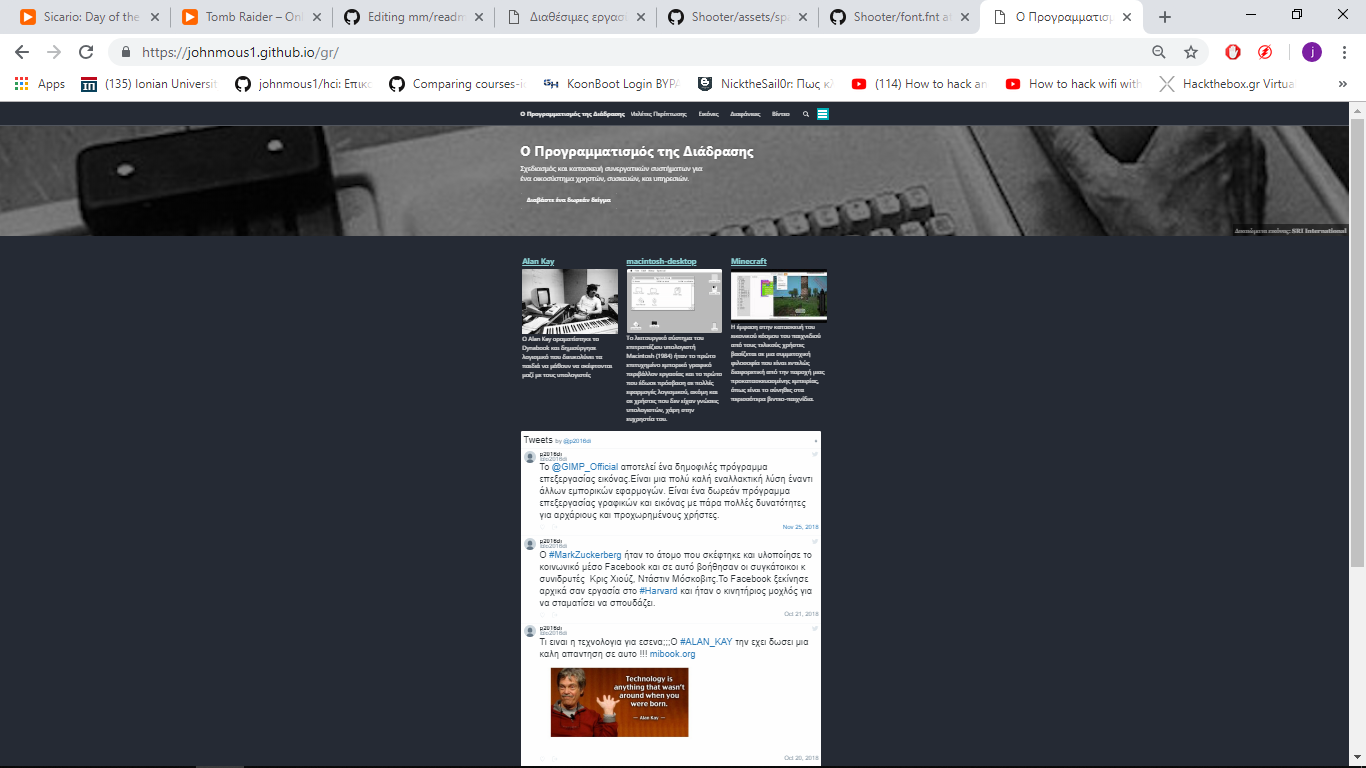 Sicario: Day of the
Tomb Raider – Onl
Editing mm/readm
Διαθέσιμες εργασί
Shooter/assets/spa
Shooter/font.fnt at
Ο Προγραμματισμ
https://johnmous1.github.io/gr/
j
Apps
(135) Ionian Universit
johnmous1/hci: Επικο
Comparing courses-i
KoonBoot Login BYPA
NicktheSail0r: Πως κλ
(114) How to hack an
How to hack wifi with
Hackthebox.gr Virtua
»
Ο Προγραμματισμός της Διάδρασης
Μελέτες Περίπτωσης
Εικόνες
Διαφάνειες
Βίντεο
Ο Προγραμματισμός της Διάδρασης
Σχεδιασμός και κατασκευή συνεργατικών συστημάτων για
ένα οικοσύστημα χρηστών, συσκευών, και υπηρεσιών.
Διαβάστε ένα δωρεάν δείγμα
Δικαιώματα εικόνας: SRI International
Alan Kay
Ο Alan Kay οραματίστηκε το
Dynabook και δημιούργησε
λογισμικό που διευκολύνει τα
παιδιά να μάθουν να σκέφτονται
μαζί με τους υπολογιστές
macintosh-desktop
Το λειτουργικό σύστημα του
επιτραπέζιου υπολογιστή
Macintosh (1984) ήταν το πρώτο
επιτυχημένο εμπορικό γραφικό
περιβάλλον εργασίας και το πρώτο
που έδωσε πρόσβαση σε πολλές
εφαρμογές λογισμικού, ακόμη και
σε χρήστες που δεν είχαν γνώσεις
υπολογιστών, χάρη στην
ευχρηστία του.
Minecraft
Η έμφαση στην κατασκευή του
εικονικού κόσμου του παιχνιδιού
από τους τελικούς χρήστες
βασίζεται σε μια συμμετοχική
φιλοσοφία που είναι εντελώς
διαφορετική από την παροχή μιας
προκατασκευασμένης εμπειρίας,
όπως είναι το σύνηθες στα
περισσότερα βίντεο-παιχνίδια.
Tweets by @p2016di
p2016di
@p2016di
Το @GIMP_Official αποτελεί ένα δημοφιλές πρόγραμμα
επεξεργασίας εικόνας.Είναι μια πολύ καλή εναλλακτική λύση έναντι
άλλων εμπορικών εφαρμογών. Είναι ένα δωρεάν πρόγραμμα
επεξεργασίας γραφικών και εικόνας με πάρα πολλές δυνατότητες
για αρχάριους και προχωρημένους χρήστες.
Nov 25, 2018
p2016di
@p2016di
Ο #MarkZuckerberg ήταν το άτομο που σκέφτηκε και υλοποίησε το
κοινωνικό μέσο Facebook και σε αυτό βοήθησαν οι συγκάτοικοι κ
συνιδρυτές Κρις Χιούζ, Ντάστιν Μόσκοβιτς.Το Facebook ξεκίνησε
αρχικά σαν εργασία στο #Harvard και ήταν ο κινητήριος μοχλός για
να σταματίσει να σπουδάζει.
Oct 21, 2018
p2016di
@p2016di
Τι ειναι η τεχνολογια για εσενα;;;Ο #ALAN_KAY την εχει δωσει μια
καλη απαντηση σε αυτο !!! mibook.org
Technology is
anything that wasn't
around when you
were born.
— Alan Kay —
Oct 20, 2018